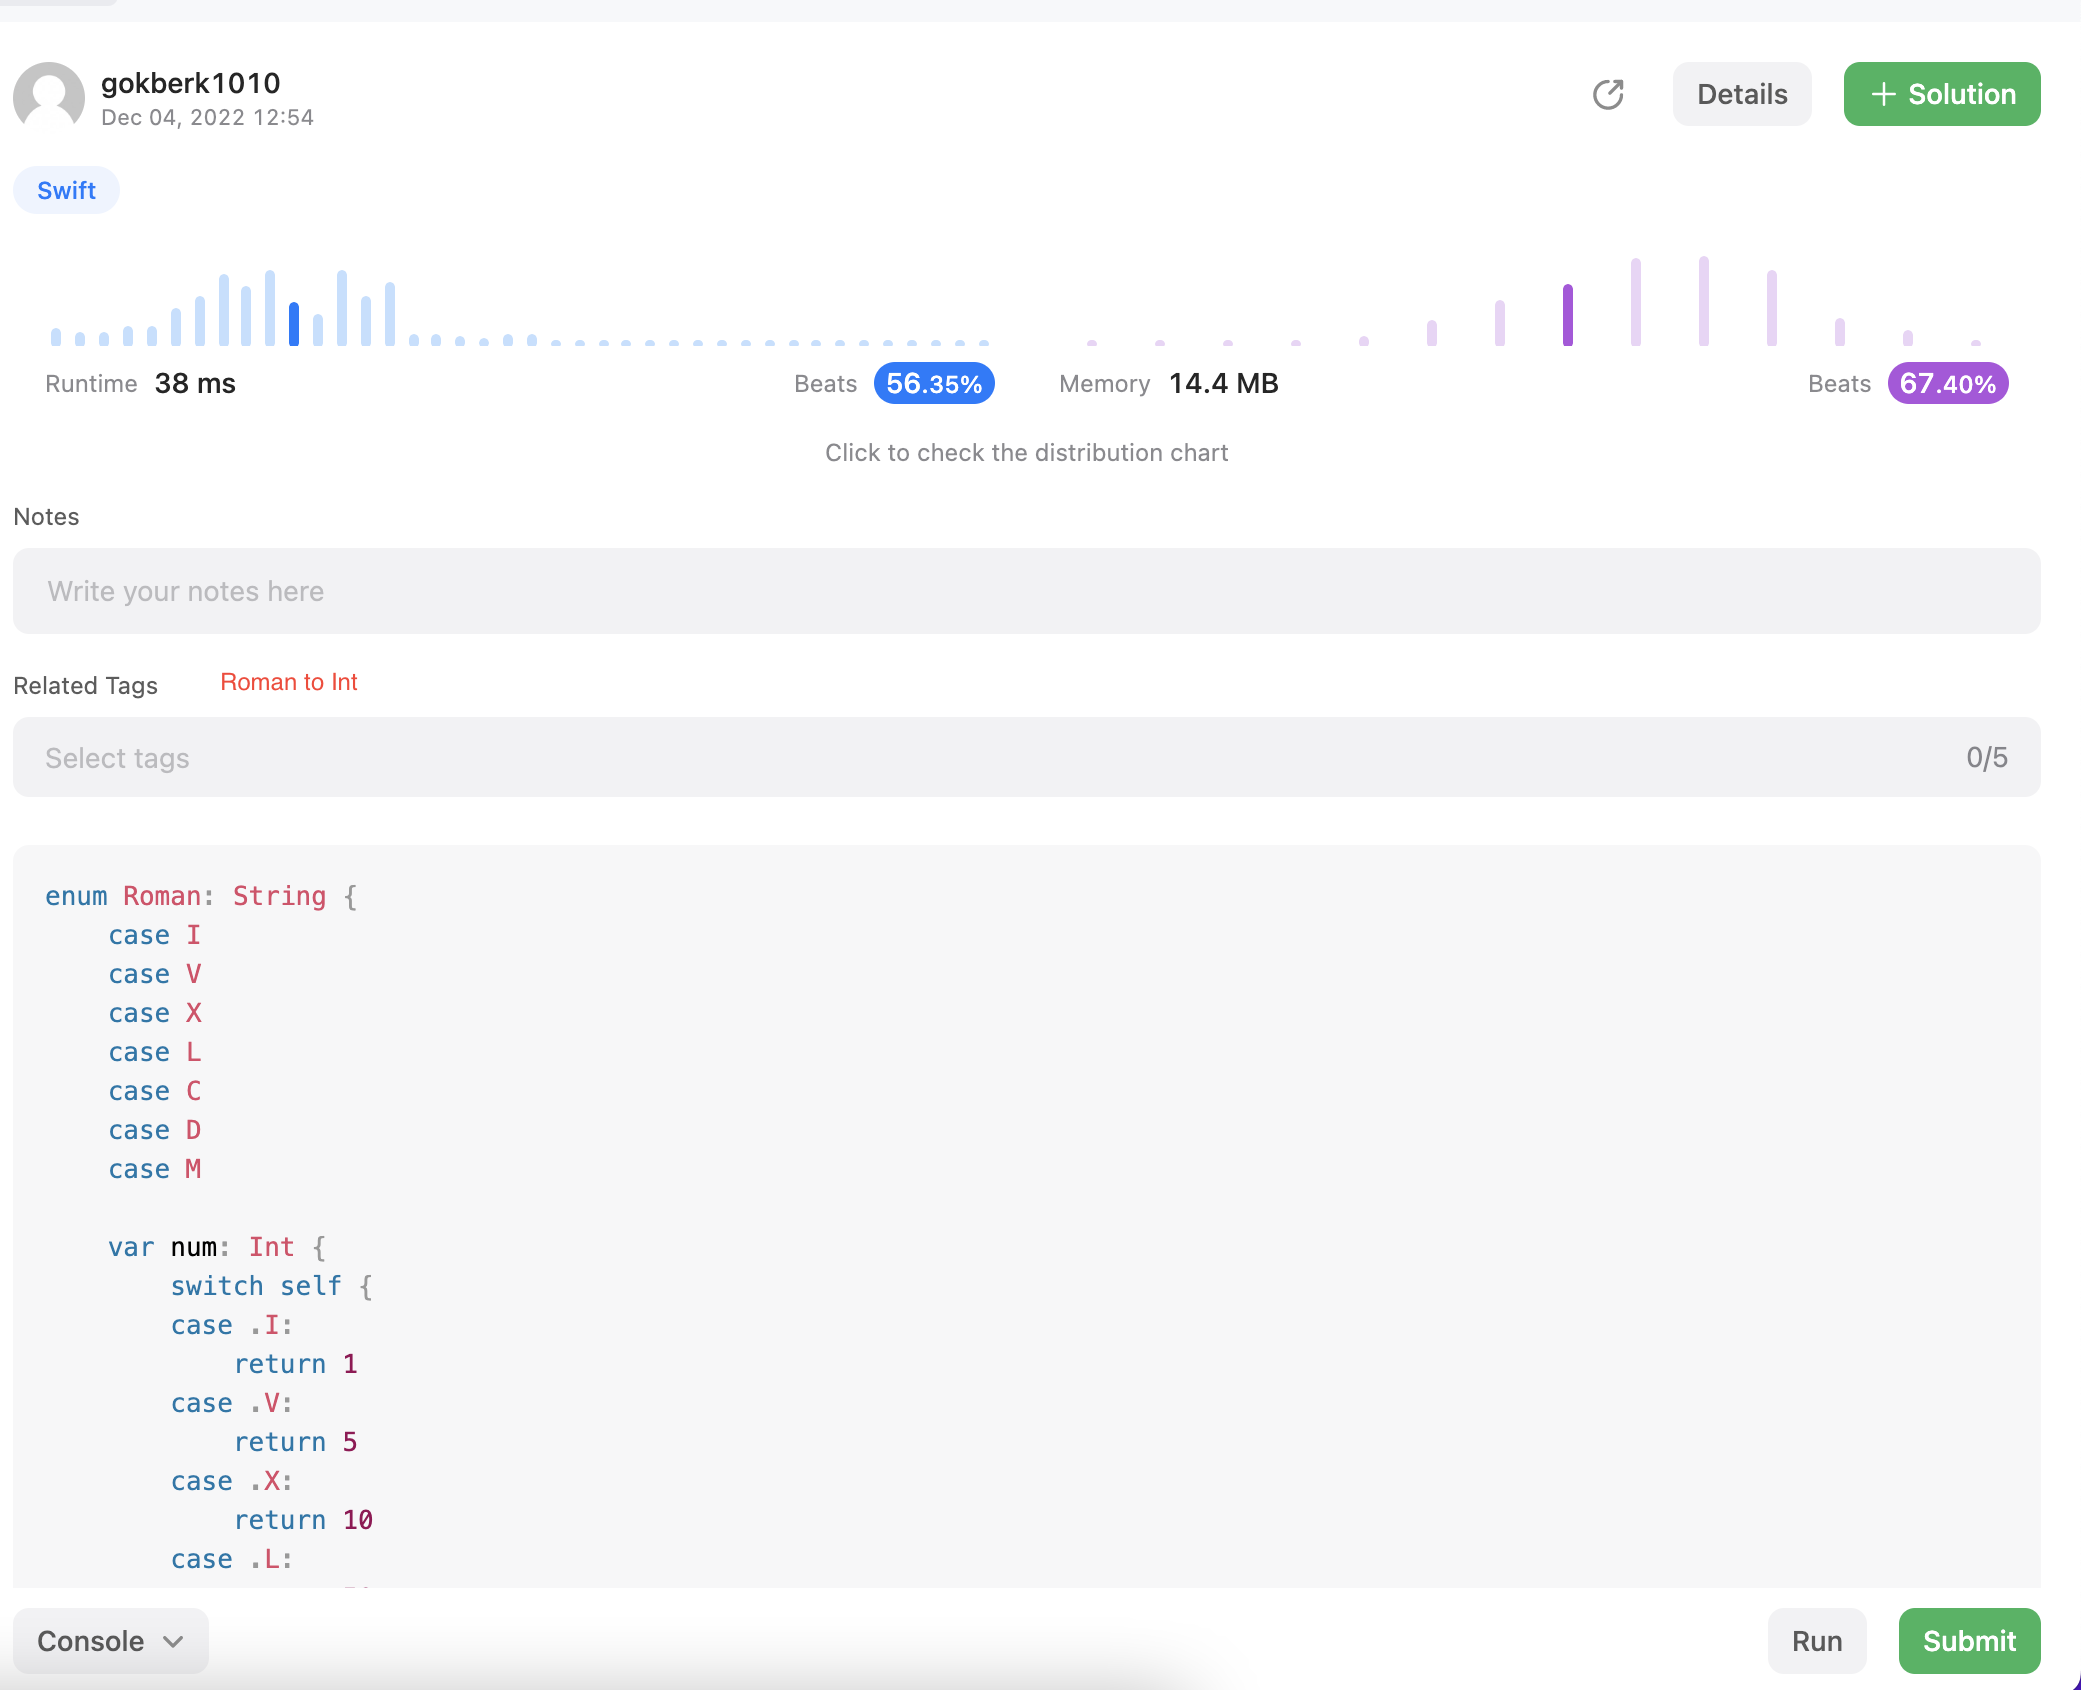 gokberk1010
Dec 04, 2022 12:54
Details
+ Solution
Swift
Runtime 38 ms
Beats 56.35%
Memory 14.4 MB
Beats 67.40%
Click to check the distribution chart
Notes
Write your notes here
Related Tags
Roman to Int
Select tags
0/5
enum Roman: String {
    case I
    case V
    case X
    case L
    case C
    case D
    case M
    var num: Int {
        switch self {
        case .I:
            return 1
        case .V:
            return 5
        case .X:
            return 10
        case .L:
Console
Run
Submit